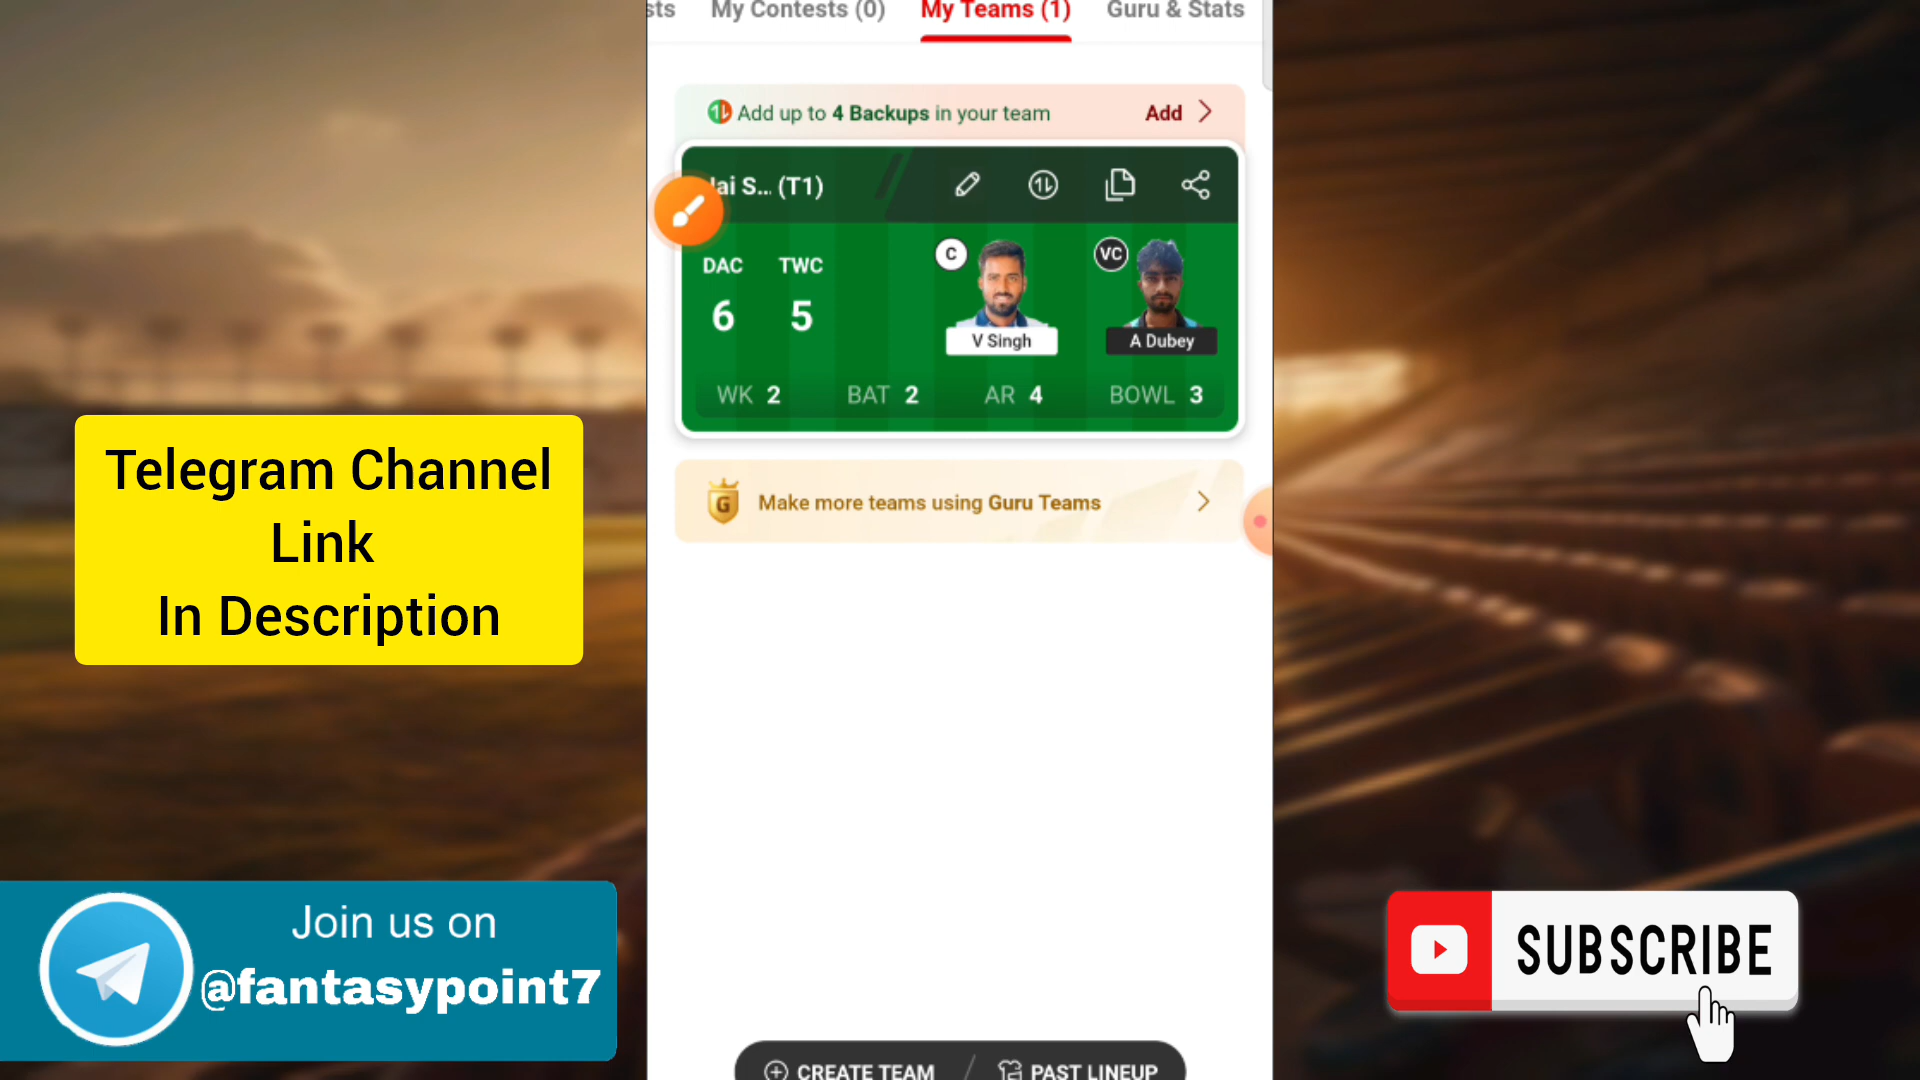 sts My Contests (0) My Teams (1) Guru & Stats
Add up to 4 Backups in your team Add
ai S... (T1)
DAC TWC
6 5
C
V Singh
VC
A Dubey
WK 2 BAT 2 AR 4 BOWL 3
G
Make more teams using Guru Teams
CREATE TEAM / PAST LINEUP
Telegram Channel
Link
In Description
Join us on
@fantasypoint7
SUBSCRIBE